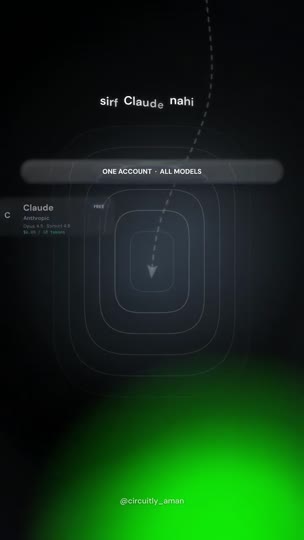 sirf Claude nahi
ONE ACCOUNT · ALL MODELS
C
Claude
FREE
Anthropic
@circuitly_aman